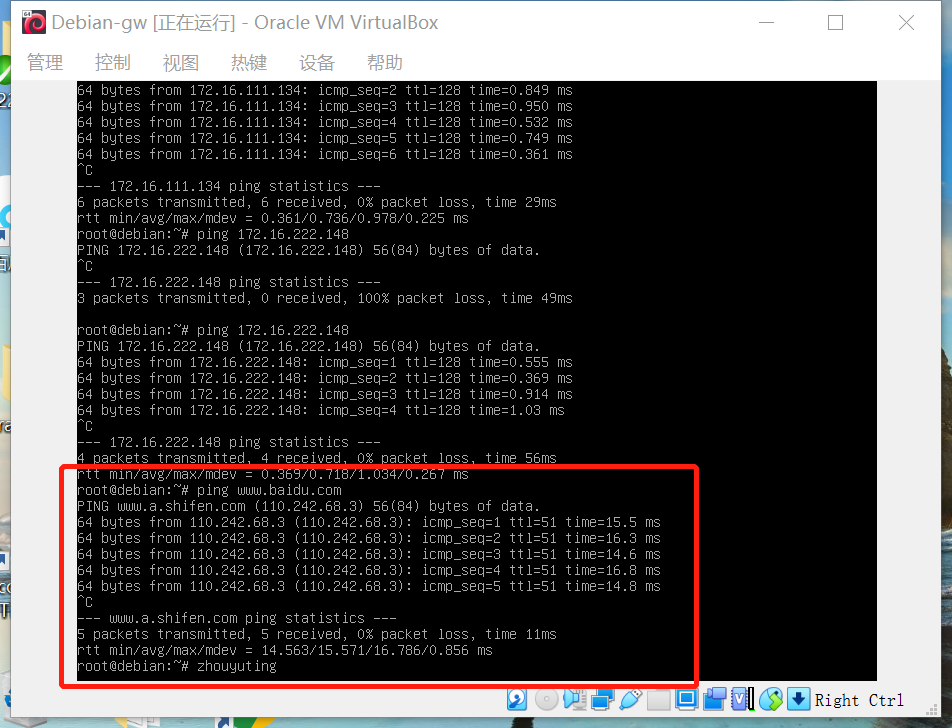 Debian-gw [正在运行] - Oracle VM VirtualBox
管理 控制 视图 热键 设备 帮助
64 bytes from 172.16.111.134: icmp_seq=2 ttl=128 time=0.849 ms
64 bytes from 172.16.111.134: icmp_seq=3 ttl=128 time=0.950 ms
64 bytes from 172.16.111.134: icmp_seq=4 ttl=128 time=0.532 ms
64 bytes from 172.16.111.134: icmp_seq=5 ttl=128 time=0.749 ms
64 bytes from 172.16.111.134: icmp_seq=6 ttl=128 time=0.361 ms
^C
--- 172.16.111.134 ping statistics ---
6 packets transmitted, 6 received, 0% packet loss, time 29ms
rtt min/avg/max/mdev = 0.361/0.736/0.978/0.225 ms
root@debian:~# ping 172.16.222.148
PING 172.16.222.148 (172.16.222.148) 56(84) bytes of data.
^C
--- 172.16.222.148 ping statistics ---
3 packets transmitted, 0 received, 100% packet loss, time 49ms
root@debian:~# ping 172.16.222.148
PING 172.16.222.148 (172.16.222.148) 56(84) bytes of data.
64 bytes from 172.16.222.148: icmp_seq=1 ttl=128 time=0.555 ms
64 bytes from 172.16.222.148: icmp_seq=2 ttl=128 time=0.369 ms
64 bytes from 172.16.222.148: icmp_seq=3 ttl=128 time=0.914 ms
64 bytes from 172.16.222.148: icmp_seq=4 ttl=128 time=1.03 ms
^C
--- 172.16.222.148 ping statistics ---
4 packets transmitted, 4 received, 0% packet loss, time 56ms
rtt min/avg/max/mdev = 0.369/0.718/1.034/0.267 ms
root@debian:~# ping www.baidu.com
PING www.a.shifen.com (110.242.68.3) 56(84) bytes of data.
64 bytes from 110.242.68.3 (110.242.68.3): icmp_seq=1 ttl=51 time=15.5 ms
64 bytes from 110.242.68.3 (110.242.68.3): icmp_seq=2 ttl=51 time=16.3 ms
64 bytes from 110.242.68.3 (110.242.68.3): icmp_seq=3 ttl=51 time=14.6 ms
64 bytes from 110.242.68.3 (110.242.68.3): icmp_seq=4 ttl=51 time=16.8 ms
64 bytes from 110.242.68.3 (110.242.68.3): icmp_seq=5 ttl=51 time=14.8 ms
^C
--- www.a.shifen.com ping statistics ---
5 packets transmitted, 5 received, 0% packet loss, time 11ms
rtt min/avg/max/mdev = 14.563/15.571/16.786/0.856 ms
root@debian:~# zhouyuting
Right Ctrl